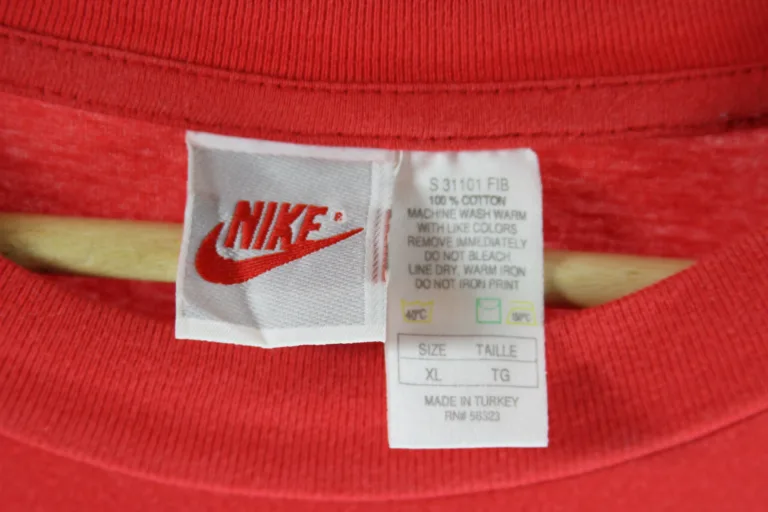 NIKE®
S 31101 FIB
100 % COTTON
MACHINE WASH WARM
WITH LIKE COLORS
REMOVE IMMEDIATELY
DO NOT BLEACH
LINE DRY, WARM IRON
DO NOT IRON PRINT
40°C
SIZE TAILLE
XL TG
MADE IN TURKEY
RN# 56323